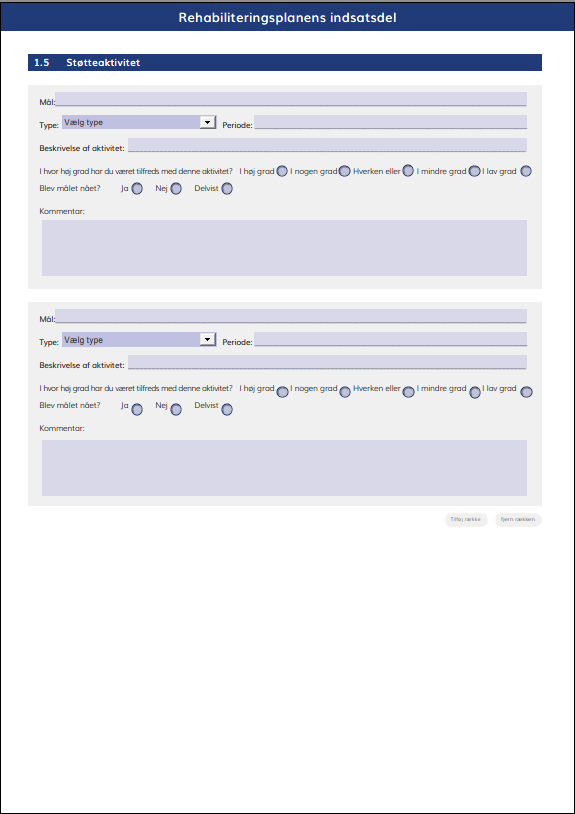 Rehabiliteringsplanens indsatsdel
1.5 Støtteaktivitet
Mål:
Type: Vælg type Periode:
Beskrivelse af aktivitet:
I hvor høj grad har du været tilfreds med denne aktivitet? I høj grad I nogen grad Hverken eller I mindre grad I lav grad
Blev målet nået? Ja Nej Delvist
Kommentar:
Mål:
Type: Vælg type Periode:
Beskrivelse af aktivitet:
I hvor høj grad har du været tilfreds med denne aktivitet? I høj grad I nogen grad Hverken eller I mindre grad I lav grad
Blev målet nået? Ja Nej Delvist
Kommentar:
Tilføj række fjern rækken